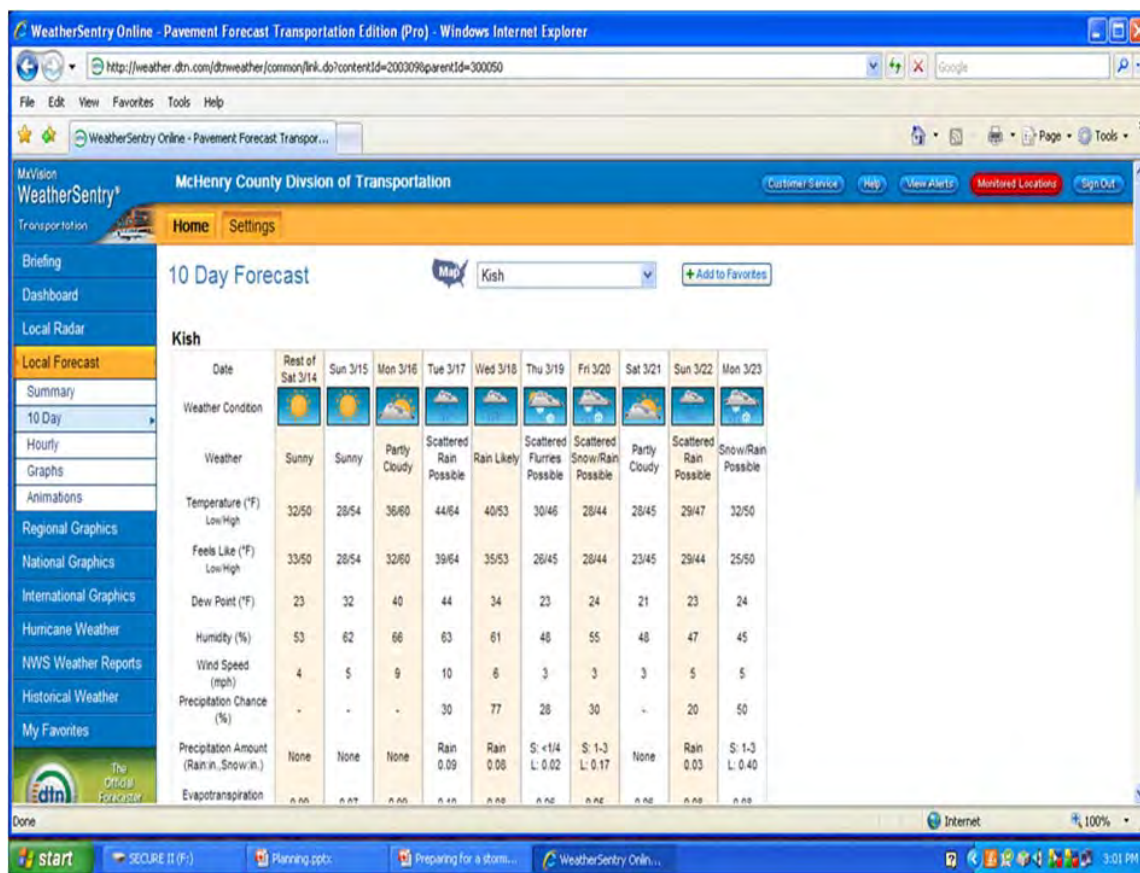 WeatherSentry Online - Pavement Forecast Transportation Edition (Pro) - Windows Internet Explorer
http://weather.dtn.com/dtnweather/common/link.do?contentId=200309&parentId=300050
Google
File Edit View Favorites Tools Help
WeatherSentry Online - Pavement Forecast Transpor...
Page Tools
MxVision
WeatherSentry®
Transportation
McHenry County Divsion of Transportation
Customer Service Help View Alerts Monitored Locations Sign Out
Home Settings
Briefing
Dashboard
Local Radar
Local Forecast
Summary
10 Day
Hourly
Graphs
Animations
Regional Graphics
National Graphics
International Graphics
Hurricane Weather
NWS Weather Reports
Historical Weather
My Favorites
dtn
The
Official
Forecaster
10 Day Forecast Map Kish + Add to Favorites
Kish
Date Rest of Sat 3/14 Sun 3/15 Mon 3/16 Tue 3/17 Wed 3/18 Thu 3/19 Fri 3/20 Sat 3/21 Sun 3/22 Mon 3/23
Weather Condition
Weather Sunny Sunny Partly Cloudy Scattered Rain Possible Rain Likely Scattered Flurries Possible Scattered Snow/Rain Possible Partly Cloudy Scattered Rain Possible Snow/Rain Possible
Temperature (°F) Low/High 32/50 28/54 36/60 44/64 40/53 30/46 28/44 28/45 29/47 32/50
Feels Like (°F) Low/High 33/50 28/54 32/60 39/64 35/53 26/45 28/44 23/45 29/44 25/50
Dew Point (°F) 23 32 40 44 34 23 24 21 23 24
Humidity (%) 53 62 66 63 61 48 55 48 47 45
Wind Speed (mph) 4 5 9 10 6 3 3 3 5 5
Precipitation Chance (%) - - - 30 77 28 30 - 20 50
Precipitation Amount (Rain:in.,Snow:in.) None None None Rain 0.09 Rain 0.08 S: <1/4 L: 0.02 S: 1-3 L: 0.17 None Rain 0.03 S: 1-3 L: 0.40
Evapotranspiration
Done Internet 100%
start SECURE II (F:) Planning.pptx Preparing for a storm... WeatherSentry Onlin... 3:01 PM